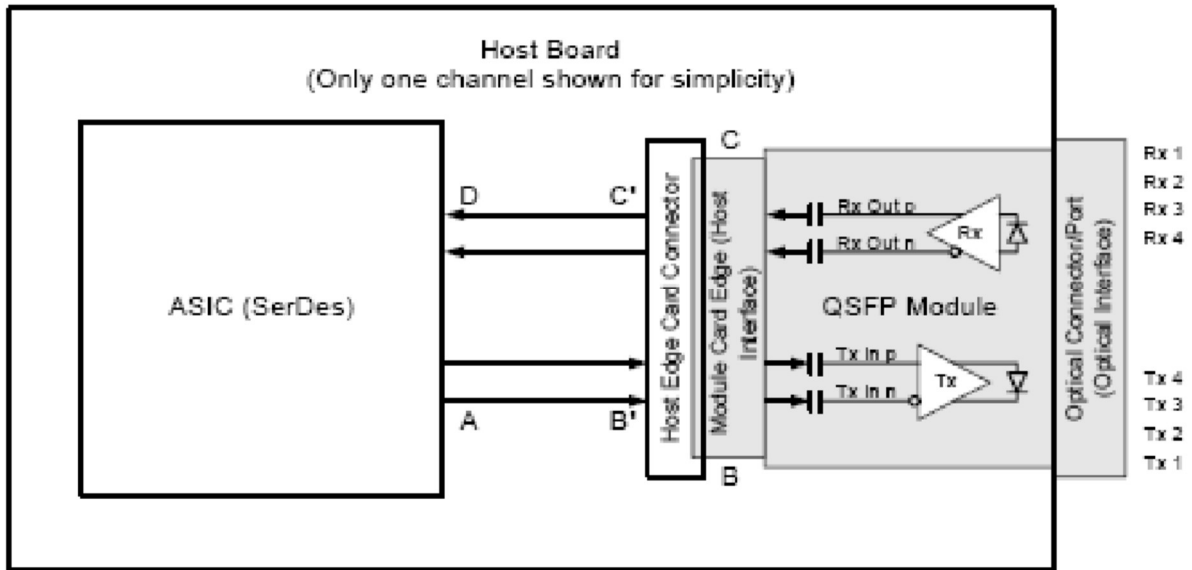 Host Board
(Only one channel shown for simplicity)
ASIC (SerDes)
D
C'
A
B'
Host Edge Card Connector
C
Module Card Edge (Host
Interface)
B
Rx Out p
Rx Out n
Rx
QSFP Module
Tx In p
Tx In n
Tx
Optical Connector/Port
(Optical Interface)
Rx 1
Rx 2
Rx 3
Rx 4
Tx 4
Tx 3
Tx 2
Tx 1